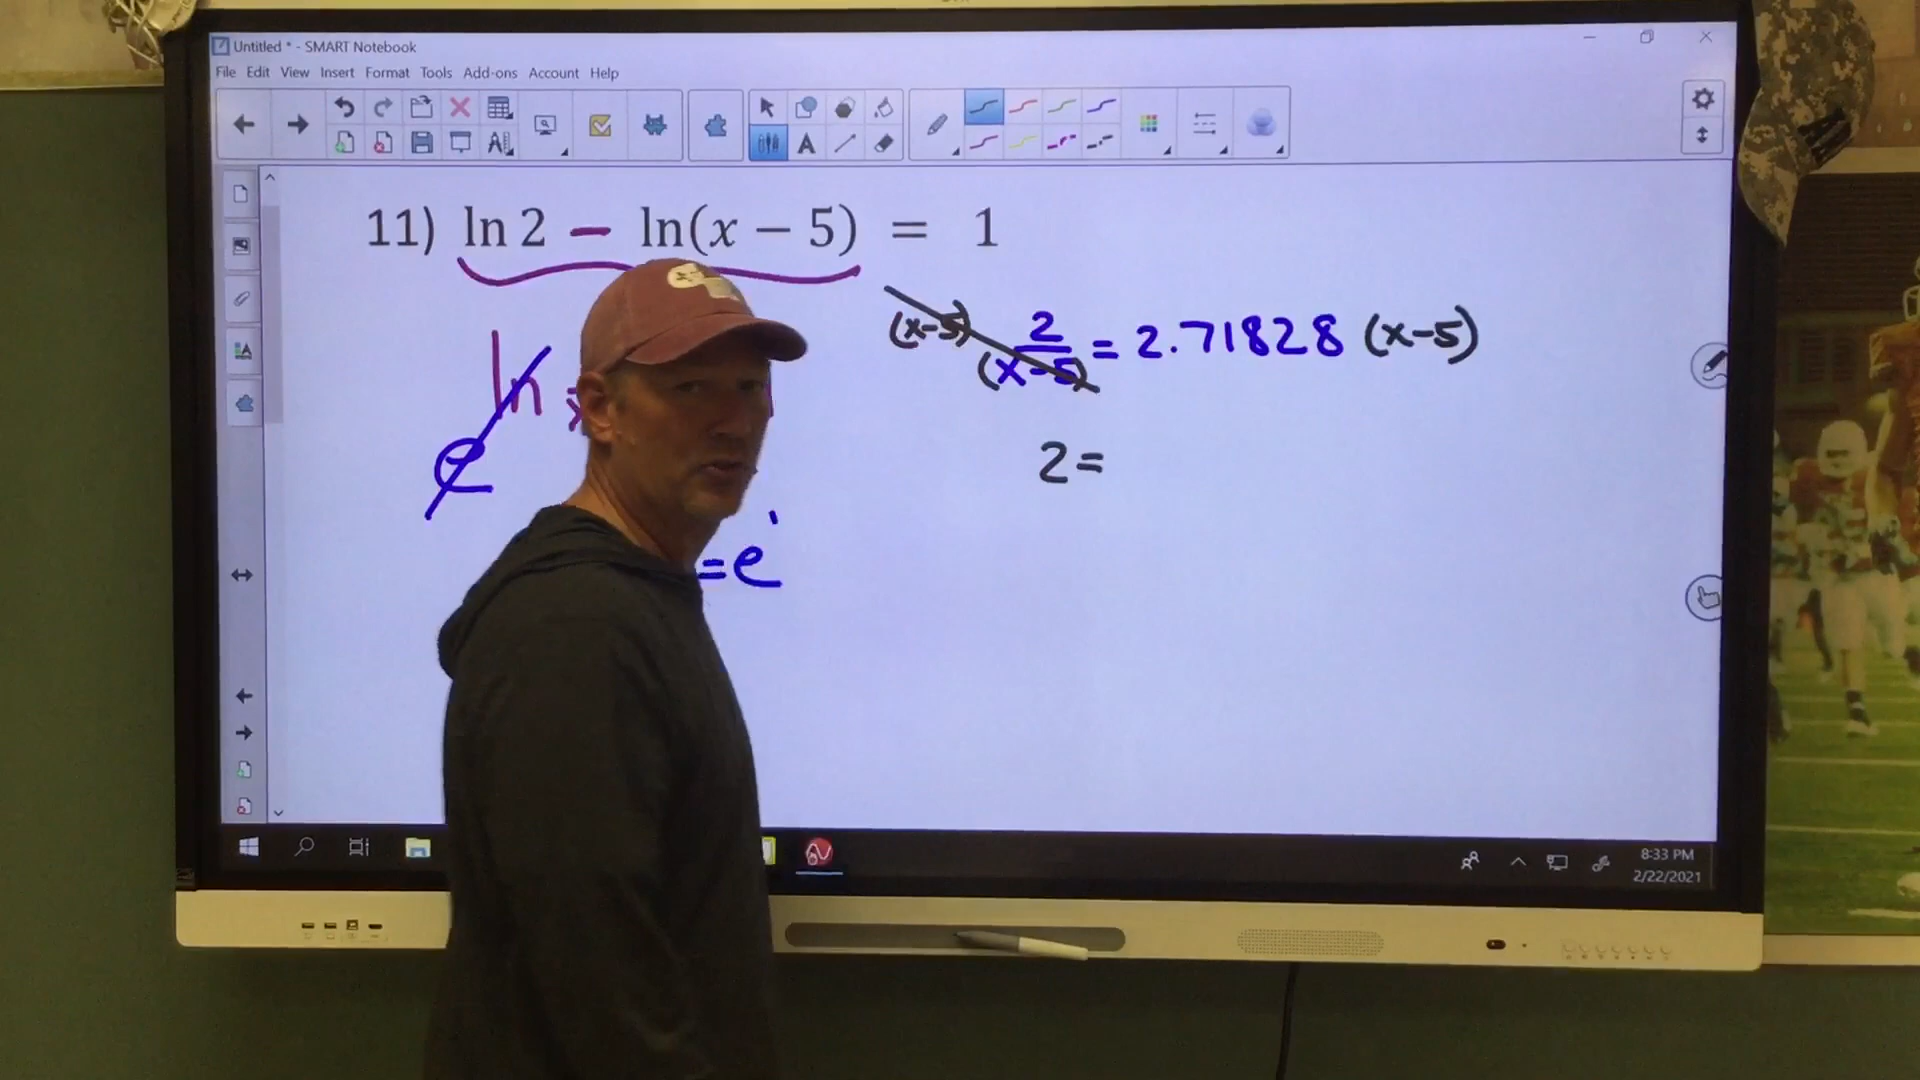 Untitled * - SMART Notebook
File Edit View Insert Format Tools Add-ons Account Help
11) ln 2 − ln(x − 5) = 1
(x-5) 2/(x-5) = 2.71828 (x-5)
ln
e
2=
=e¹
8:33 PM
2/22/2021